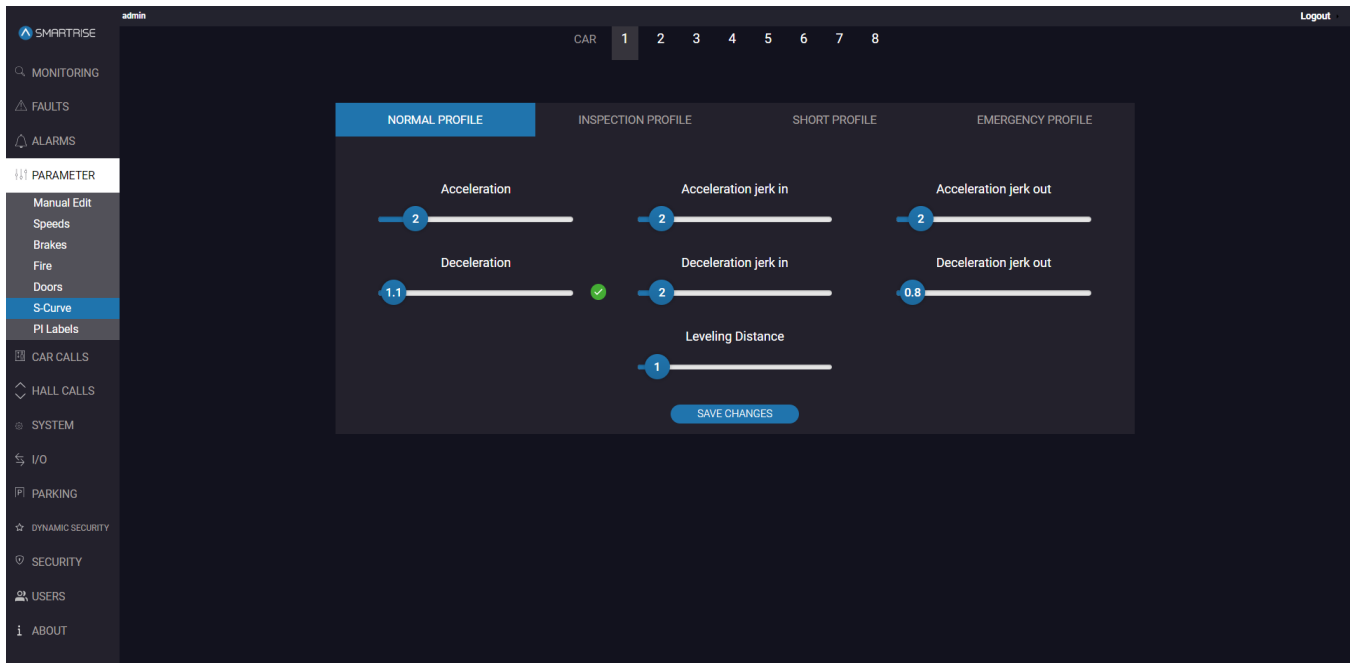 admin
Logout
SMARTRISE
CAR 1 2 3 4 5 6 7 8
MONITORING
FAULTS
ALARMS
PARAMETER
Manual Edit
Speeds
Brakes
Fire
Doors
S-Curve
PI Labels
CAR CALLS
HALL CALLS
SYSTEM
I/O
P PARKING
DYNAMIC SECURITY
SECURITY
USERS
i ABOUT
NORMAL PROFILE INSPECTION PROFILE SHORT PROFILE EMERGENCY PROFILE
Acceleration Acceleration jerk in Acceleration jerk out
2 2 2
Deceleration Deceleration jerk in Deceleration jerk out
1.1 2 0.8
Leveling Distance
1
SAVE CHANGES